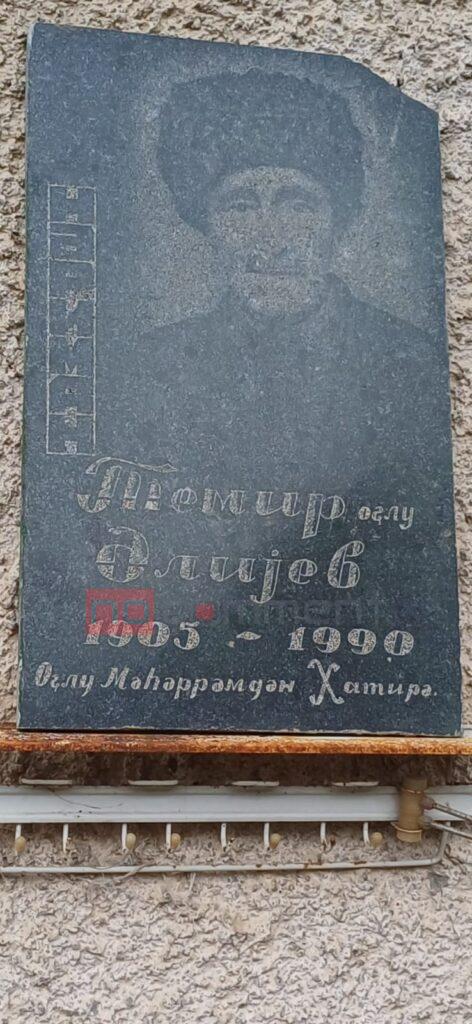 Темир оғлу
Әлијев
1905 - 1990
Оғлу Мәһәррәмдән Хатирә.